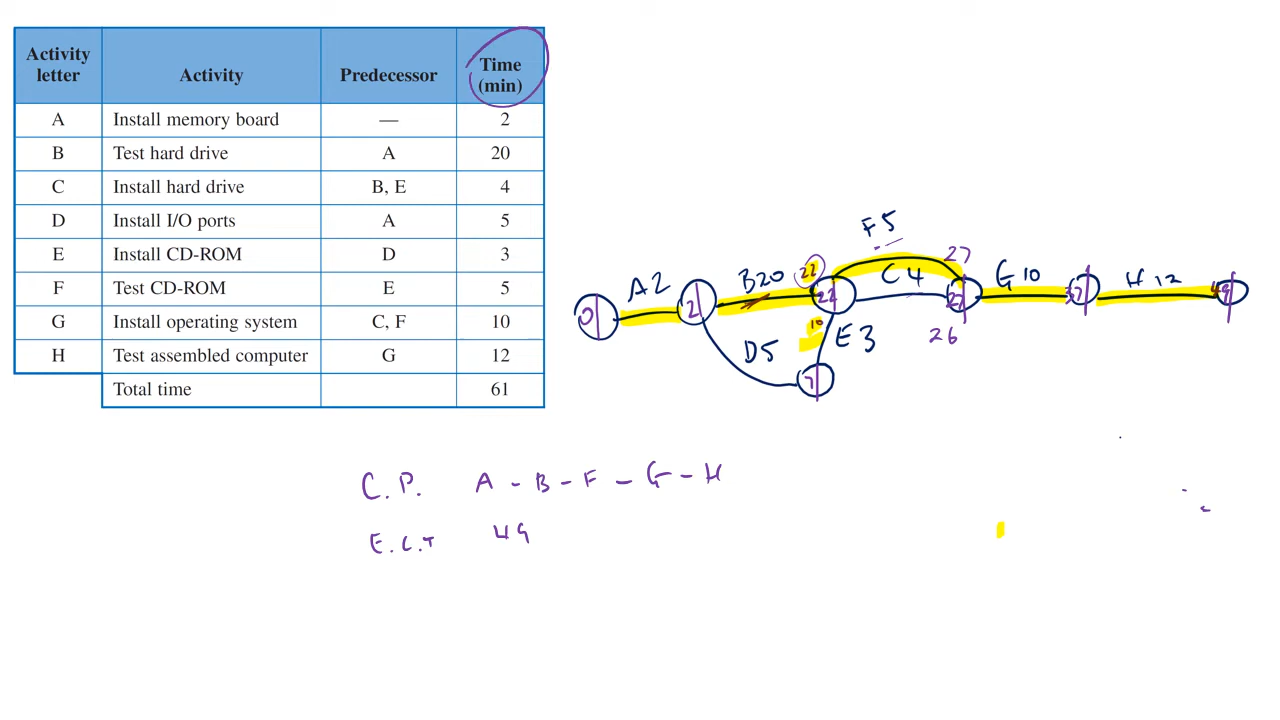 Activity letter Activity Predecessor Time (min)
A Install memory board — 2
B Test hard drive A 20
C Install hard drive B, E 4
D Install I/O ports A 5
E Install CD-ROM D 3
F Test CD-ROM E 5
G Install operating system C, F 10
H Test assembled computer G 12
Total time 61
F5
27
A2 B20 22 C4 G10 H12
0 2 22 27 37 49
10
D5 E3 26
7
C.P. A - B - F - G - H
E.C.T 49